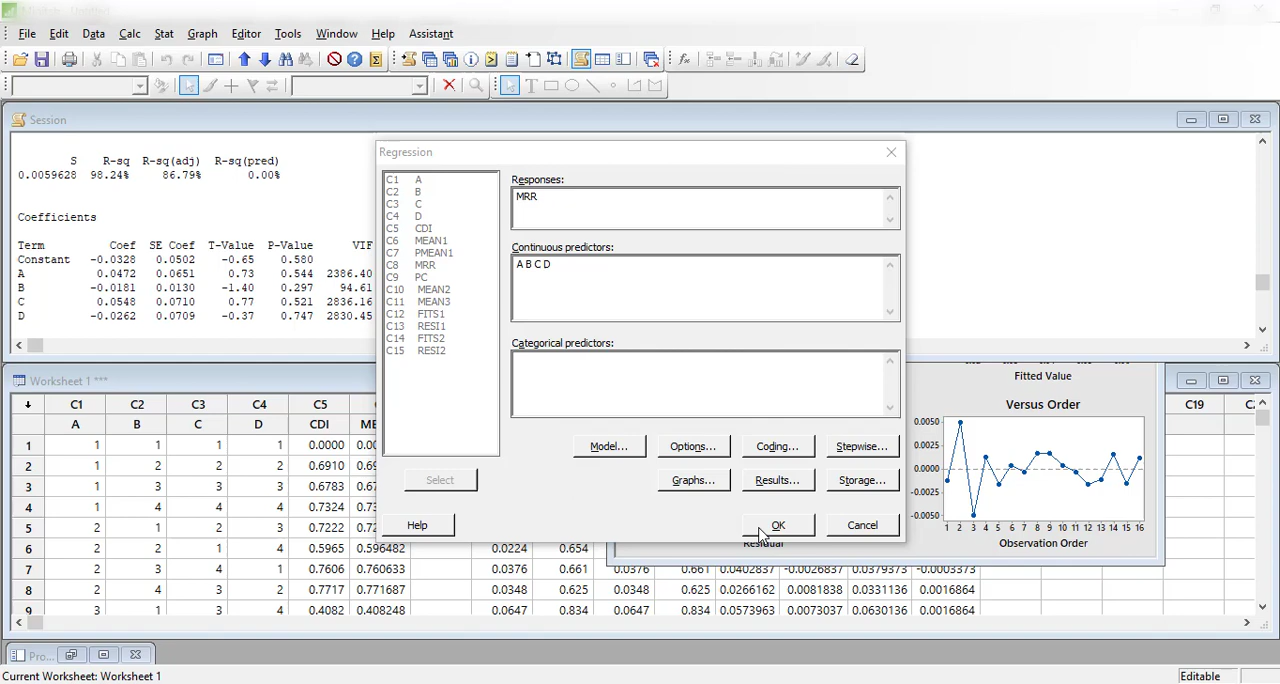 File Edit Data Calc Stat Graph Editor Tools Window Help Assistant
Session
S R-sq R-sq(adj) R-sq(pred)
0.0059628 98.24% 86.79% 0.00%
Coefficients
Term Coef SE Coef T-Value P-Value VIF
Constant -0.0328 0.0502 -0.65 0.580
A 0.0472 0.0651 0.73 0.544 2386.40
B -0.0181 0.0130 -1.40 0.297 94.61
C 0.0548 0.0710 0.77 0.521 2836.16
D -0.0262 0.0709 -0.37 0.747 2830.45
Regression
C1 A
C2 B
C3 C
C4 D
C5 CDI
C6 MEAN1
C7 PMEAN1
C8 MRR
C9 PC
C10 MEAN2
C11 MEAN3
C12 FITS1
C13 RESI1
C14 FITS2
C15 RESI2
Responses:
MRR
Continuous predictors:
A B C D
Categorical predictors:
Model... Options... Coding... Stepwise...
Select Graphs... Results... Storage...
Help OK Cancel
Worksheet 1 ***
C1 C2 C3 C4 C5 C19
A B C D CDI
1 1 1 1 1 0.0000
2 1 2 2 2 0.6910
3 1 3 3 3 0.6783
4 1 4 4 4 0.7324
5 2 1 2 3 0.7222
6 2 2 1 4 0.5965 0.596482 0.0224 0.654
7 2 3 4 1 0.7606 0.760633 0.0376 0.661 0.0376 0.661 0.0402837 -0.0026837 0.0379373 -0.0003373
8 2 4 3 2 0.7717 0.771687 0.0348 0.625 0.0348 0.625 0.0266162 0.0081838 0.0331136 0.0016864
9 3 1 3 4 0.4082 0.408248 0.0647 0.834 0.0647 0.834 0.0573963 0.0073037 0.0630136 0.0016864
Fitted Value
Versus Order
0.0050
0.0025
0.0000
-0.0025
-0.0050
1 2 3 4 5 6 7 8 9 10 11 12 13 14 15 16
Residual
Observation Order
Pro...
Current Worksheet: Worksheet 1
Editable